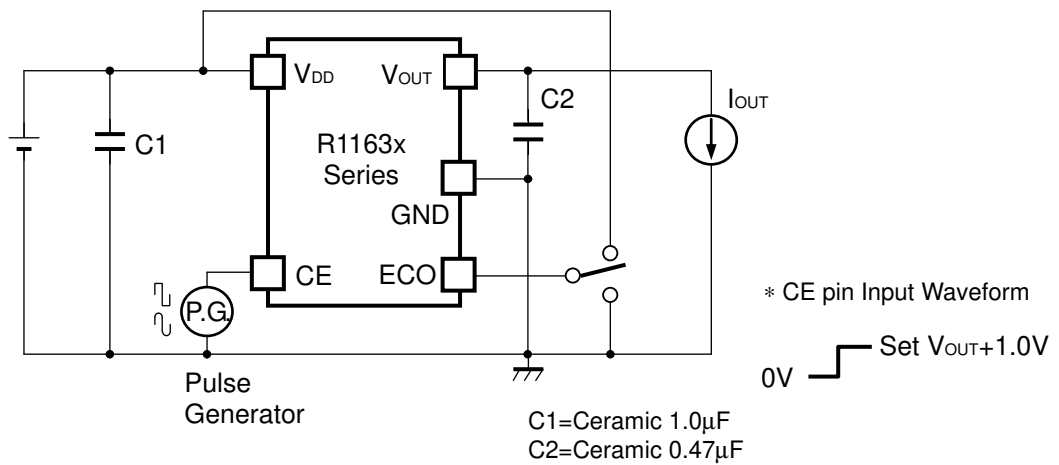 VDD
VOUT
C2
IOUT
C1
R1163x
Series
GND
CE
ECO
P.G.
∗ CE pin Input Waveform
Set VOUT+1.0V
0V
Pulse
Generator
C1=Ceramic 1.0μF
C2=Ceramic 0.47μF